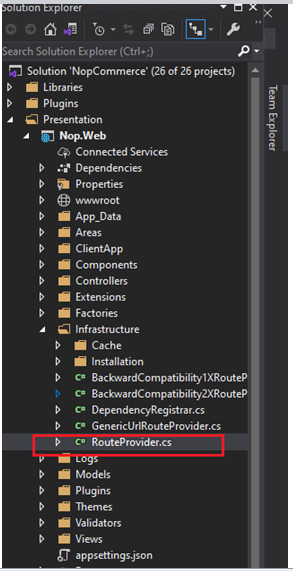 Solution Explorer
Search Solution Explorer (Ctrl+;)
Solution 'NopCommerce' (26 of 26 projects)
Libraries
Plugins
Presentation
Nop.Web
Connected Services
Dependencies
Properties
wwwroot
App_Data
Areas
ClientApp
Components
Controllers
Extensions
Factories
Infrastructure
Cache
Installation
C# BackwardCompatibility1XRouteP
C# BackwardCompatibility2XRouteP
C# DependencyRegistrar.cs
C# GenericUrlRouteProvider.cs
C# RouteProvider.cs
Logs
Models
Plugins
Themes
Validators
Views
appsettings.json
Team Explorer